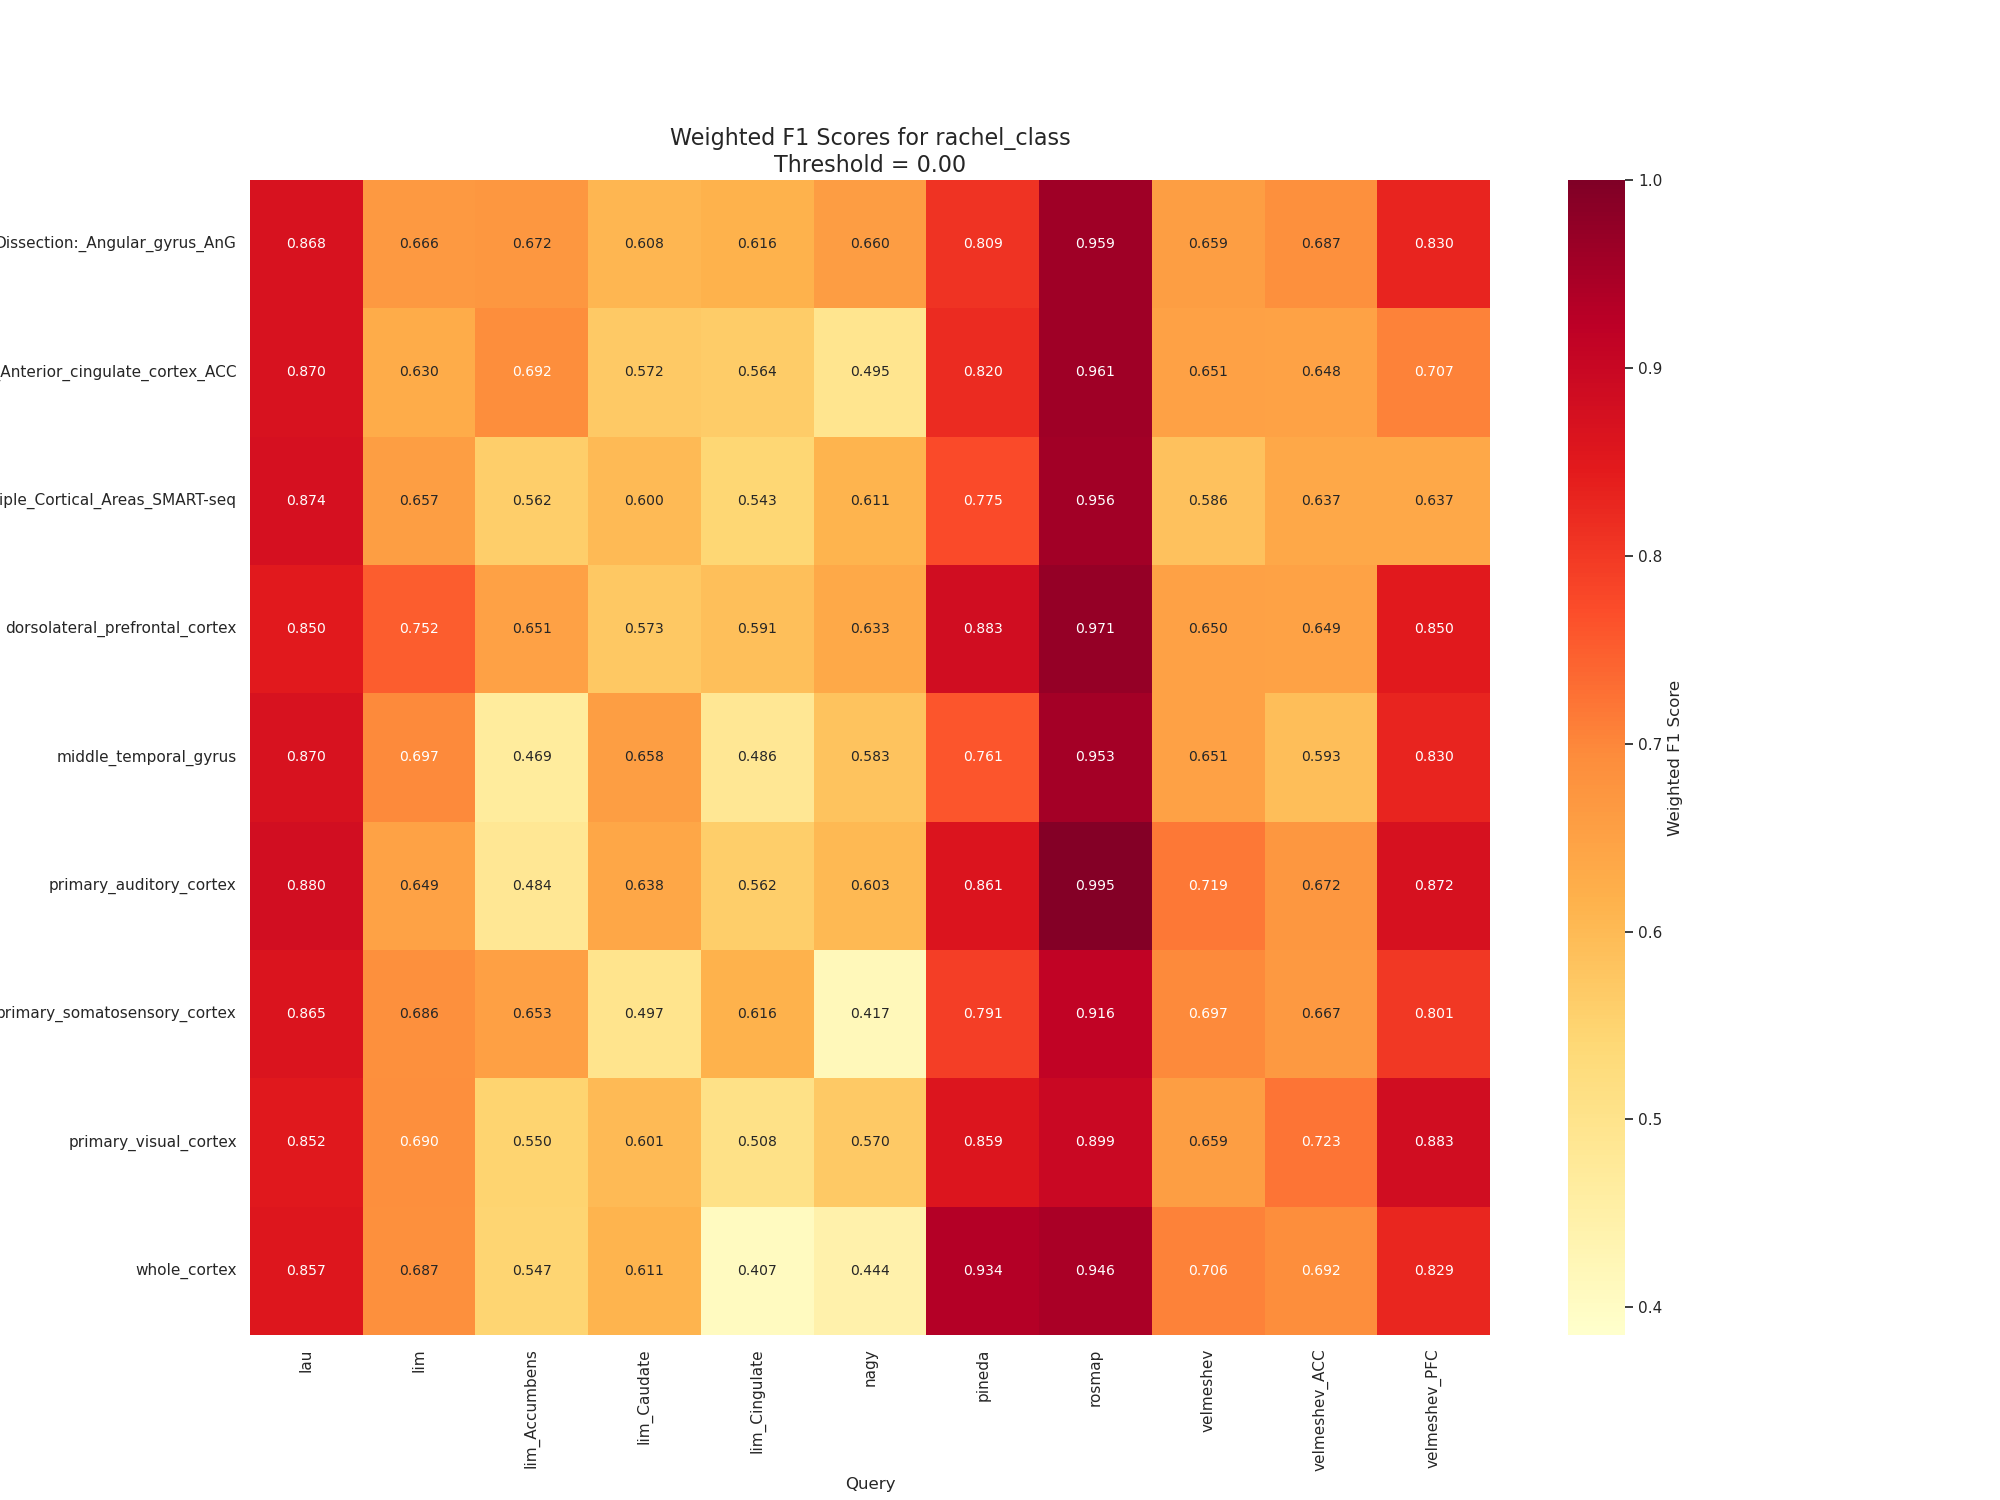 Weighted F1 Scores for rachel_class
Threshold = 0.00
Dissection:_Angular_gyrus_AnG 0.868 0.666 0.672 0.608 0.616 0.660 0.809 0.959 0.659 0.687 0.830
Anterior_cingulate_cortex_ACC 0.870 0.630 0.692 0.572 0.564 0.495 0.820 0.961 0.651 0.648 0.707
iple_Cortical_Areas_SMART-seq 0.874 0.657 0.562 0.600 0.543 0.611 0.775 0.956 0.586 0.637 0.637
dorsolateral_prefrontal_cortex 0.850 0.752 0.651 0.573 0.591 0.633 0.883 0.971 0.650 0.649 0.850
middle_temporal_gyrus 0.870 0.697 0.469 0.658 0.486 0.583 0.761 0.953 0.651 0.593 0.830
primary_auditory_cortex 0.880 0.649 0.484 0.638 0.562 0.603 0.861 0.995 0.719 0.672 0.872
primary_somatosensory_cortex 0.865 0.686 0.653 0.497 0.616 0.417 0.791 0.916 0.697 0.667 0.801
primary_visual_cortex 0.852 0.690 0.550 0.601 0.508 0.570 0.859 0.899 0.659 0.723 0.883
whole_cortex 0.857 0.687 0.547 0.611 0.407 0.444 0.934 0.946 0.706 0.692 0.829
lau lim lim_Accumbens lim_Caudate lim_Cingulate nagy pineda rosmap velmeshev velmeshev_ACC velmeshev_PFC
Query
1.0
0.9
0.8
0.7
0.6
0.5
0.4
Weighted F1 Score